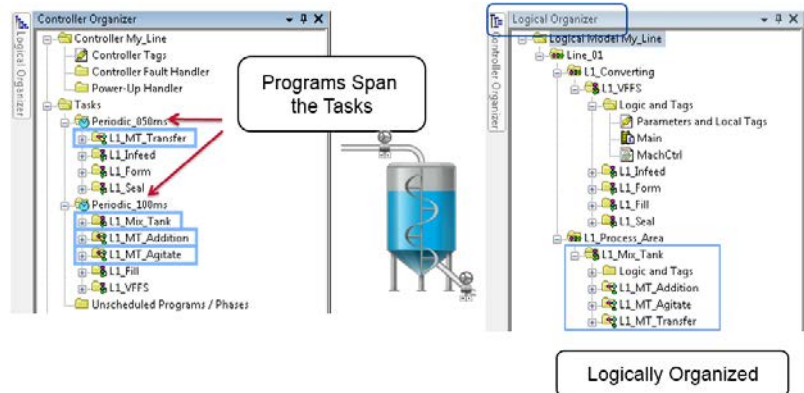 Controller Organizer
Logical Organizer
Controller My_Line
Controller Tags
Controller Fault Handler
Power-Up Handler
Tasks
Periodic_050ms
L1_MT_Transfer
L1_Infeed
L1_Form
L1_Seal
Periodic_100ms
L1_Mix_Tank
L1_MT_Addition
L1_MT_Agitate
L1_Fill
L1_VFFS
Unscheduled Programs / Phases
Programs Span
the Tasks
Logical Organizer
Controller Organizer
Logical Model My_Line
Line_01
L1_Converting
L1_VFFS
Logic and Tags
Parameters and Local Tags
Main
MachCtrl
L1_Infeed
L1_Form
L1_Fill
L1_Seal
L1_Process_Area
L1_Mix_Tank
Logic and Tags
L1_MT_Addition
L1_MT_Agitate
L1_MT_Transfer
Logically Organized